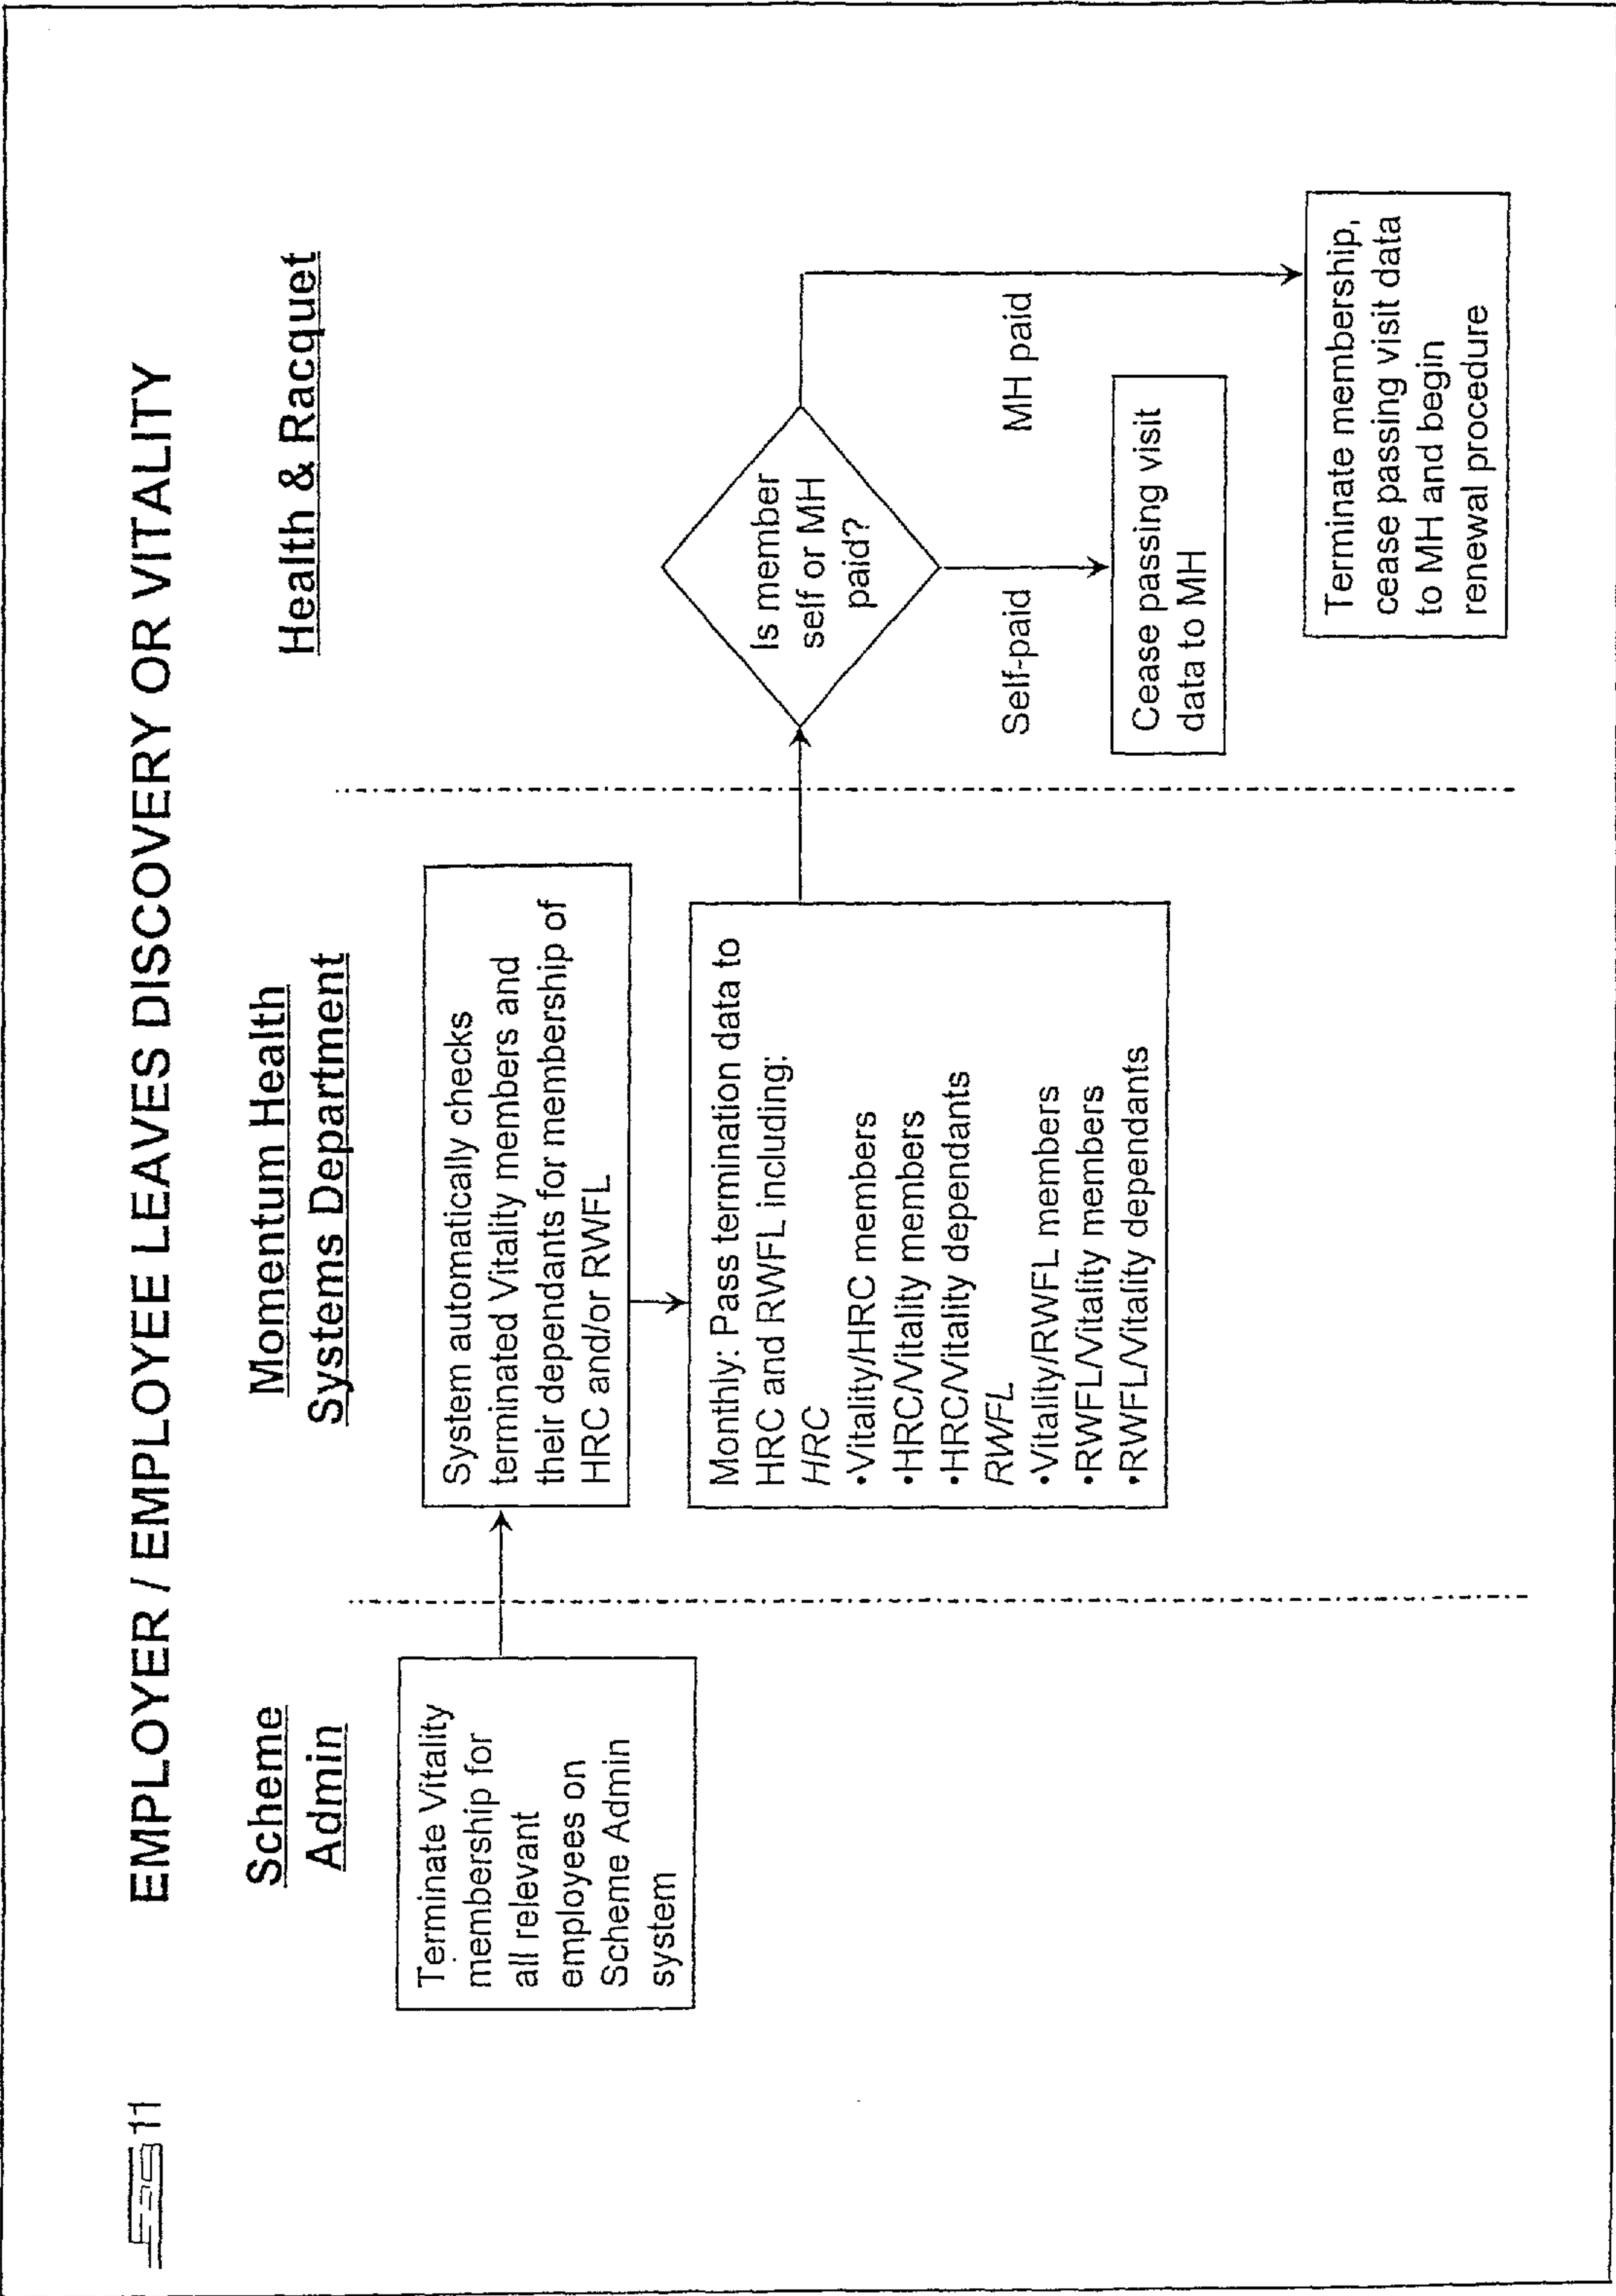 11
EMPLOYER / EMPLOYEE LEAVES DISCOVERY OR VITALITY
Scheme
Admin
Terminate Vitality
membership for
all relevant
employes on
Scheme Admin
system
Momentum Health
Systems Department
System automatically checks
terminated Vitality members and
their dependants for membership of
HRC and/or RWFL
Monthly: Pass termination data to
HRC and RWFL including:
HRC
•Vitality/HRC members
•HRC/Vitality members
•HRC/Vitality dependants
RWFL
•Vitality/RWFL members
•RWFL/Vitality members
•RWFL/Vitality dependants
Health & Racquet
Is member
self or MH
paid?
Self-paid
MH paid
Cease passing visit
data to MH
Terminate membership,
cease passing visit data
to MH and begin
renewal procedure